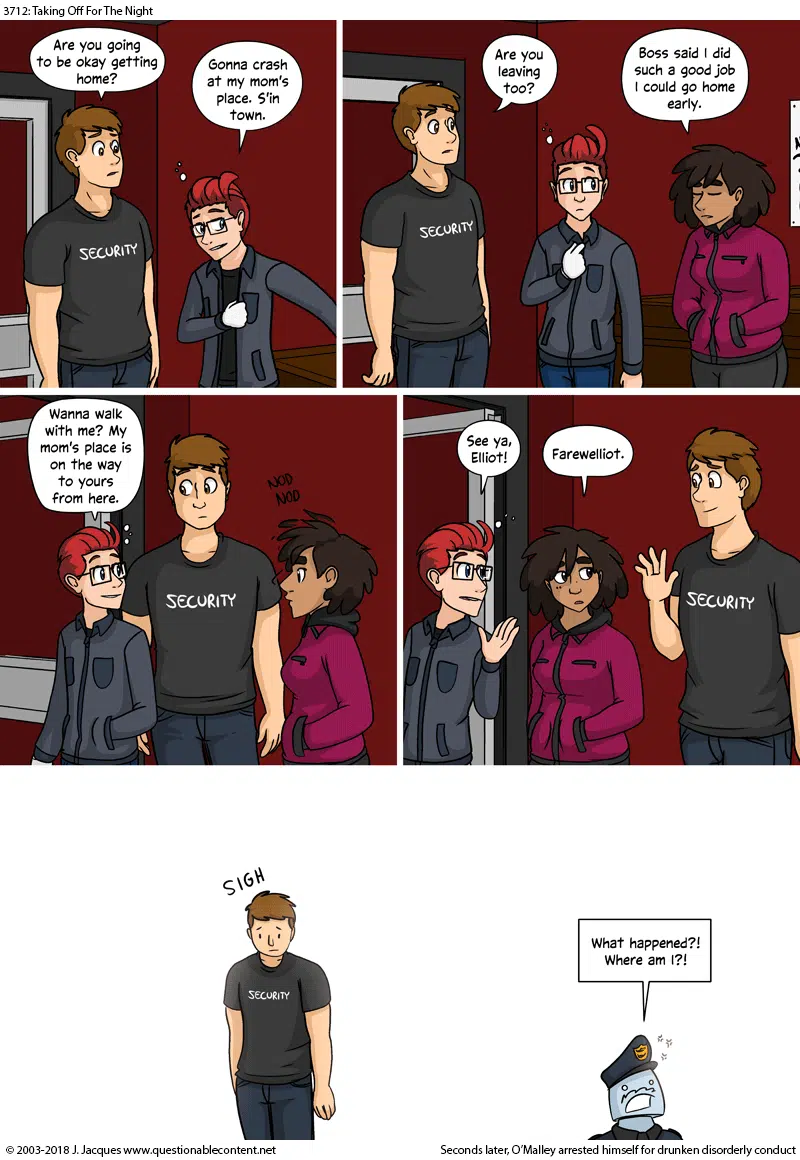 3712: Taking Off For The Night
Are you going
to be okay getting
home?
Gonna crash
at my mom's
place. S'in
town.
SECURITY
Are you
leaving
too?
Boss said I did
such a good job
I could go home
early.
SECURITY
Wanna walk
with me? My
mom's place is
on the way
to yours
from here.
NOD
NOD
SECURITY
See ya,
Elliot!
Farewelliot.
SECURITY
SIGH
SECURITY
What happened?!
Where am I?!
© 2003-2018 J. Jacques www.questionablecontent.net
Seconds later, O'Malley arrested himself for drunken disorderly conduct